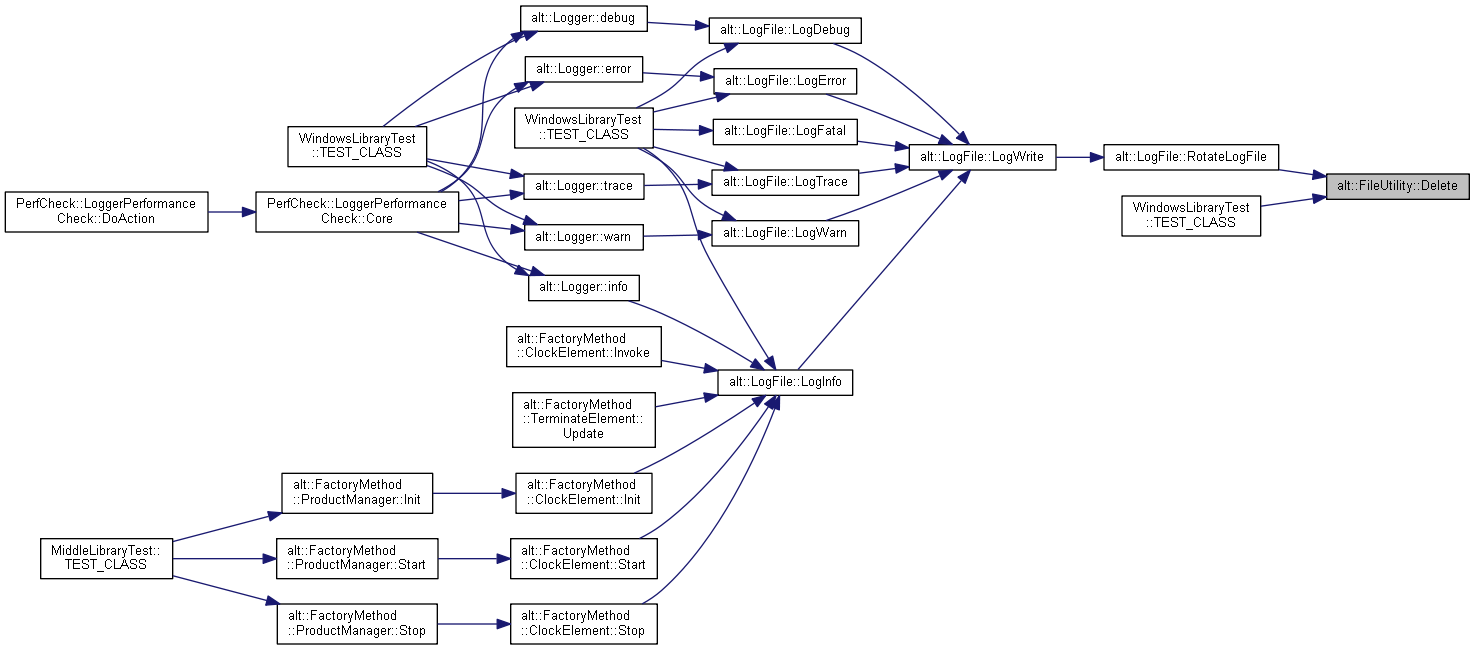 alt::Logger::debug
alt::LogFile::LogDebug
alt::Logger::error
alt::LogFile::LogError
WindowsLibraryTest
::TEST_CLASS
WindowsLibraryTest
::TEST_CLASS
alt::LogFile::LogFatal
alt::LogFile::LogWrite
alt::LogFile::RotateLogFile
alt::FileUtility::Delete
alt::Logger::trace
alt::LogFile::LogTrace
PerfCheck::LoggerPerformance
Check::DoAction
PerfCheck::LoggerPerformance
Check::Core
WindowsLibraryTest
::TEST_CLASS
alt::Logger::warn
alt::LogFile::LogWarn
alt::Logger::info
alt::FactoryMethod
::ClockElement::Invoke
alt::LogFile::LogInfo
alt::FactoryMethod
::TerminateElement::
Update
alt::FactoryMethod
::ProductManager::Init
alt::FactoryMethod
::ClockElement::Init
MiddleLibraryTest::
TEST_CLASS
alt::FactoryMethod
::ProductManager::Start
alt::FactoryMethod
::ClockElement::Start
alt::FactoryMethod
::ProductManager::Stop
alt::FactoryMethod
::ClockElement::Stop